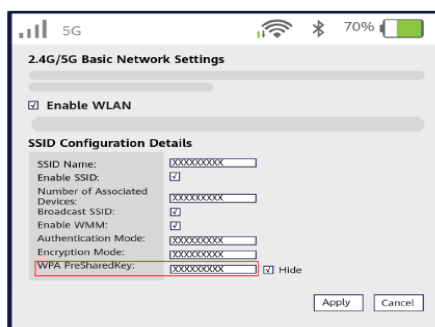 5G 70%
2.4G/5G Basic Network Settings
Enable WLAN
SSID Configuration Details
SSID Name: XXXXXXXXX
Enable SSID:
Number of Associated
Devices: XXXXXXXXX
Broadcast SSID:
Enable WMM:
Authentication Mode: XXXXXXXXX
Encryption Mode: XXXXXXXXX
WPA PreSharedKey: XXXXXXXXX Hide
Apply Cancel